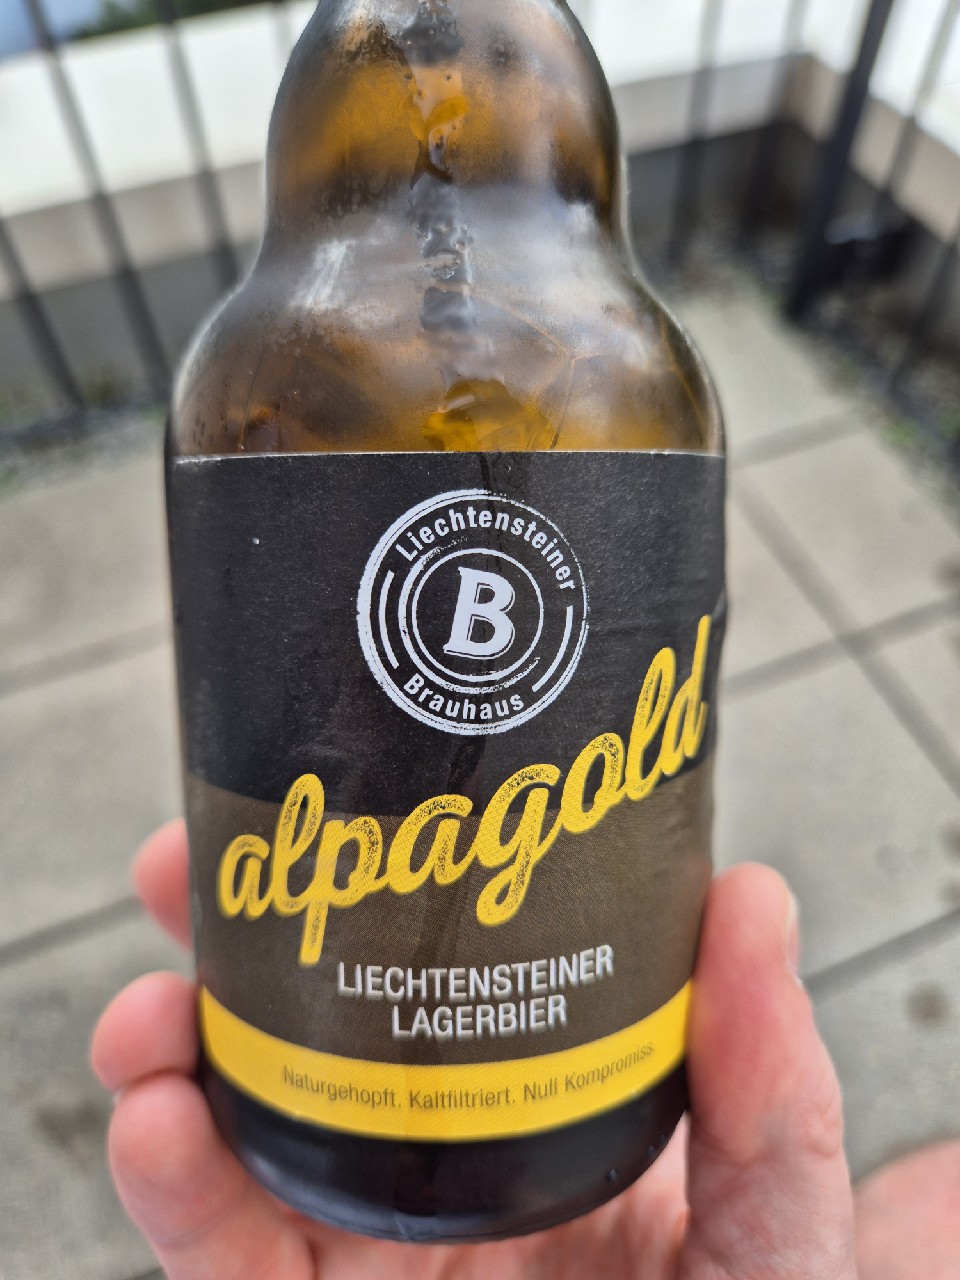 Liechtensteiner
B
Brauhaus
alpagold
LIECHTENSTEINER
LAGERBIER
Naturgehopft. Kaltfiltriert. Null Kompromiss.